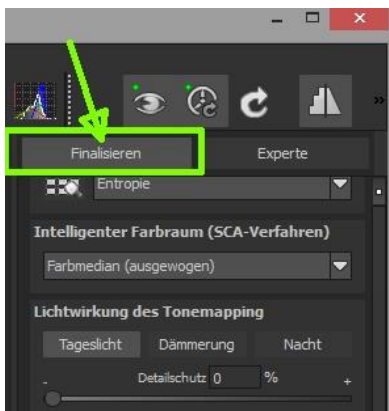 »
Finalisieren Experte
Entropie
Intelligenter Farbraum (SCA-Verfahren)
Farbmedian (ausgewogen)
Lichtwirkung des Tonemapping
Tageslicht Dämmerung Nacht
- Detailschutz 0 % +